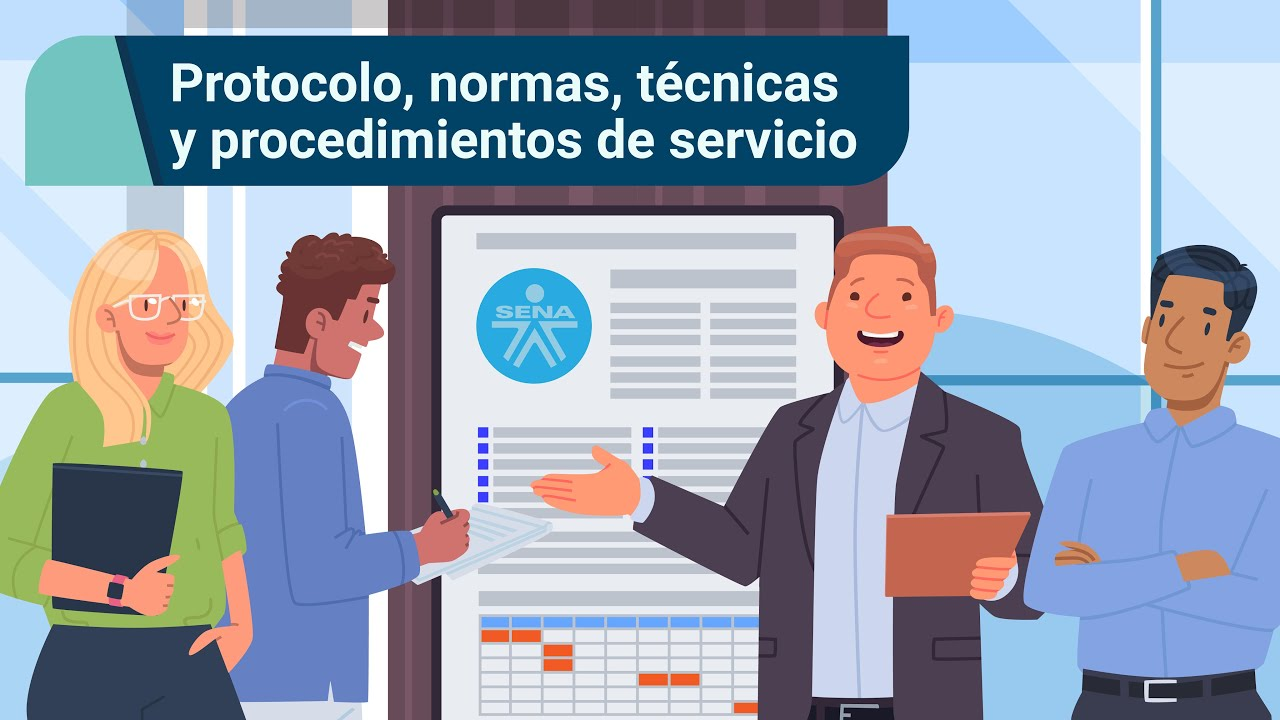 Protocolo, normas, técnicas
y procedimientos de servicio
SENA